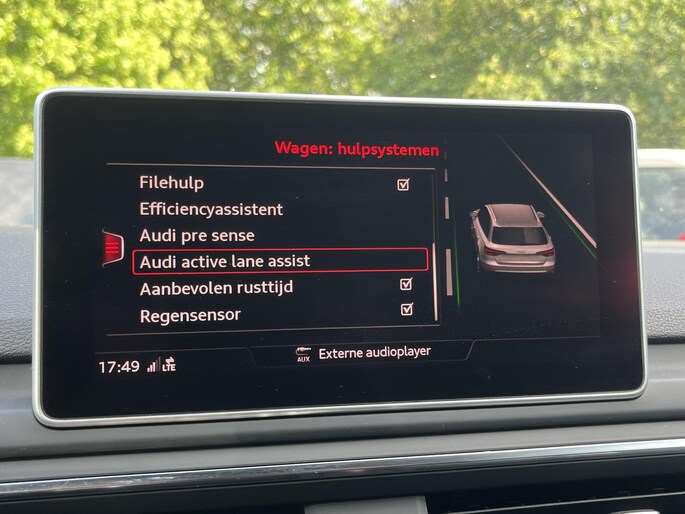 Wagen: hulpsystemen
Filehulp
Efficiencyassistent
Audi pre sense
Audi active lane assist
Aanbevolen rusttijd
Regensensor
AUX Externe audioplayer
17:49 LTE